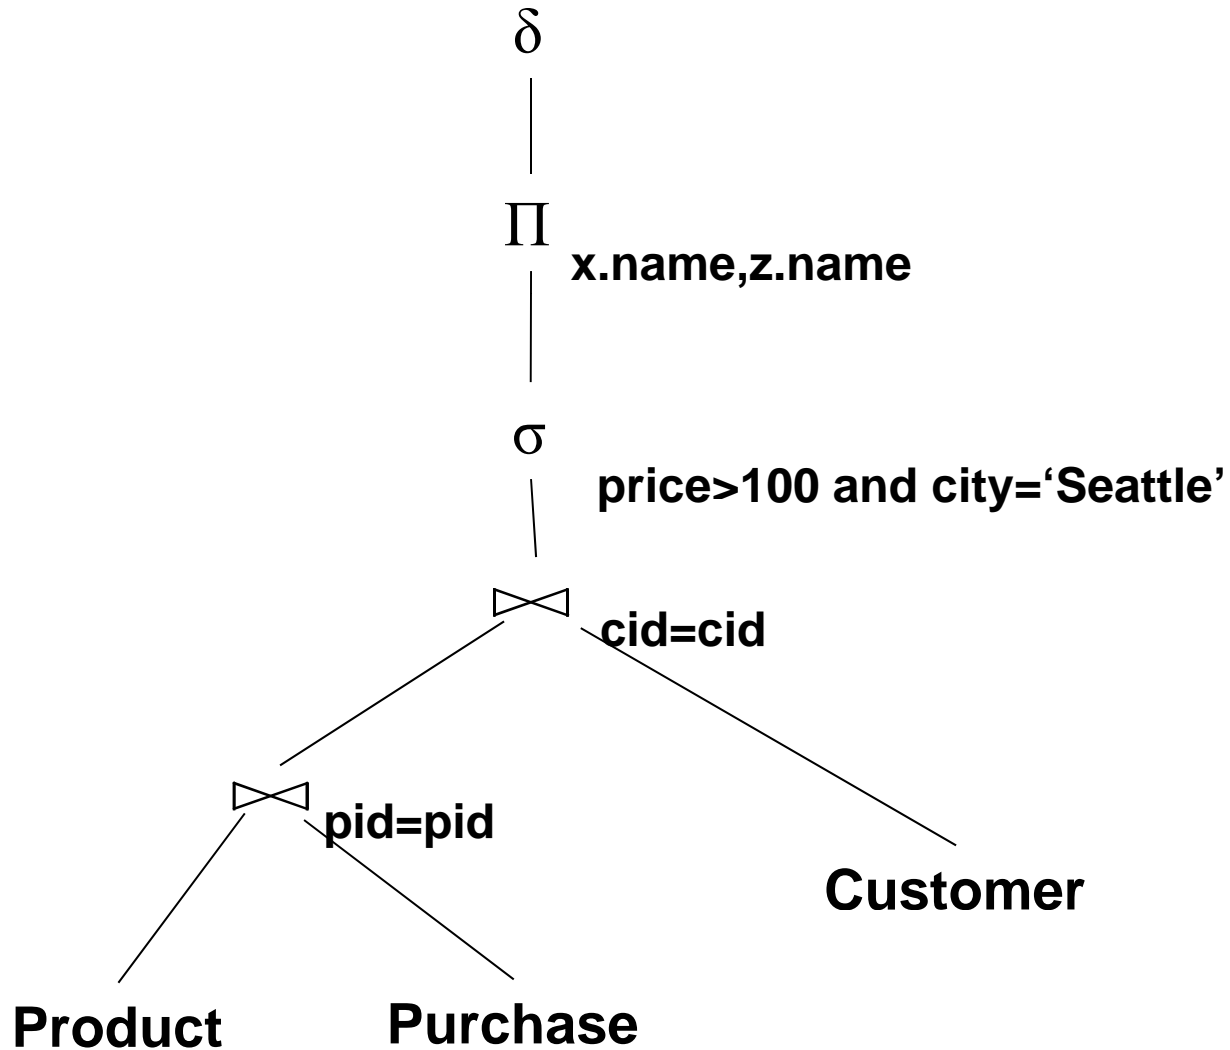 δ
Π
x.name,z.name
σ
price>100 and city=‘Seattle’
⋈
cid=cid
⋈
pid=pid
Customer
Product
Purchase